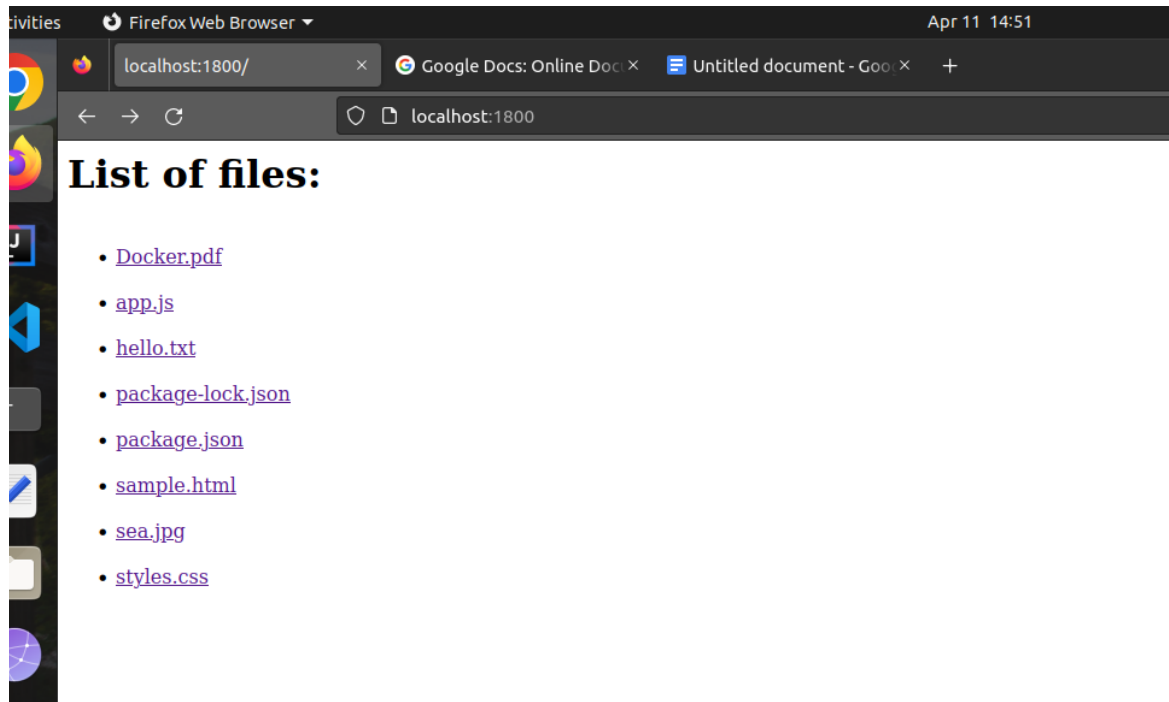 tivities Firefox Web Browser Apr 11 14:51
localhost:1800/ × Google Docs: Online Doc × Untitled document - Goo × +
localhost:1800
List of files:
• Docker.pdf
• app.js
• hello.txt
• package-lock.json
• package.json
• sample.html
• sea.jpg
• styles.css